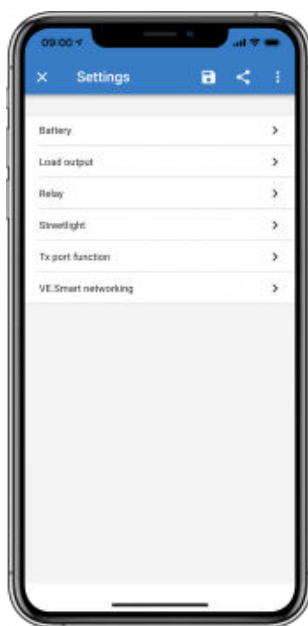 09:00
Settings
Battery
Load output
Relay
Streetlight
Tx port function
VE.Smart networking